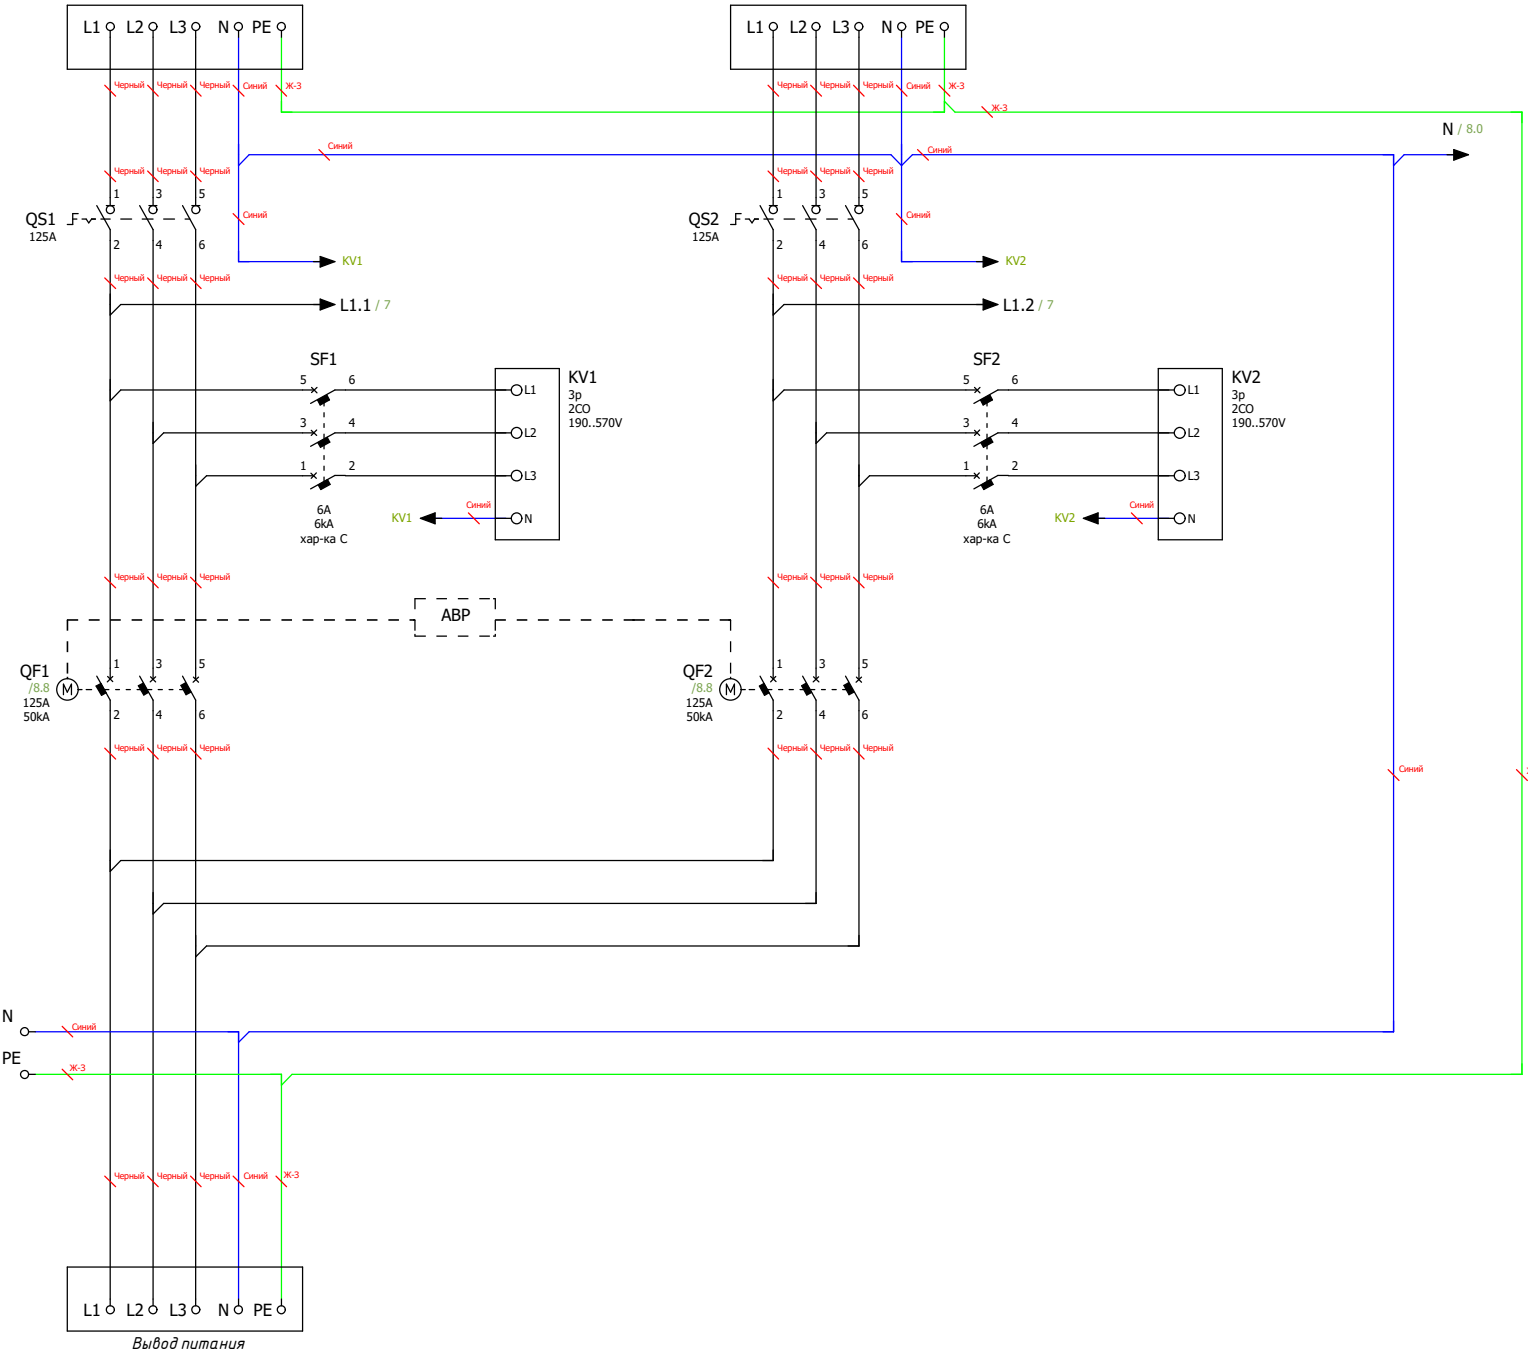 L1 L2 L3 N PE L1 L2 L3 N PE
Черный Черный Черный Синий Ж-З Черный Черный Черный Синий Ж-З
Ж-З
N / 8.0
Синий Синий
Черный Черный Черный Черный Черный Черный
1 3 5 1 3 5
QS1 Синий QS2 Синий
125A 125A
2 4 6 2 4 6
KV1 KV2
Черный Черный Черный Черный Черный Черный
L1.1 / 7 L1.2 / 7
SF1 SF2
5 6 L1 KV1 5 6 L1 KV2
3p 3p
2CO 2CO
190..570V 190..570V
3 4 L2 3 4 L2
1 2 L3 1 2 L3
Синий Синий
6A KV1 N 6A KV2 N
6kA 6kA
хар-ка C хар-ка C
Черный Черный Черный Черный Черный Черный
АВР
1 3 5 1 3 5
QF1 QF2
/8.8 M /8.8 M
125A 125A
50kA 50kA
2 4 6 2 4 6
Черный Черный Черный Черный Черный Черный
Синий
N
Синий
PE
Ж-З
Черный Черный Черный Синий Ж-З
L1 L2 L3 N PE
Вывод питания